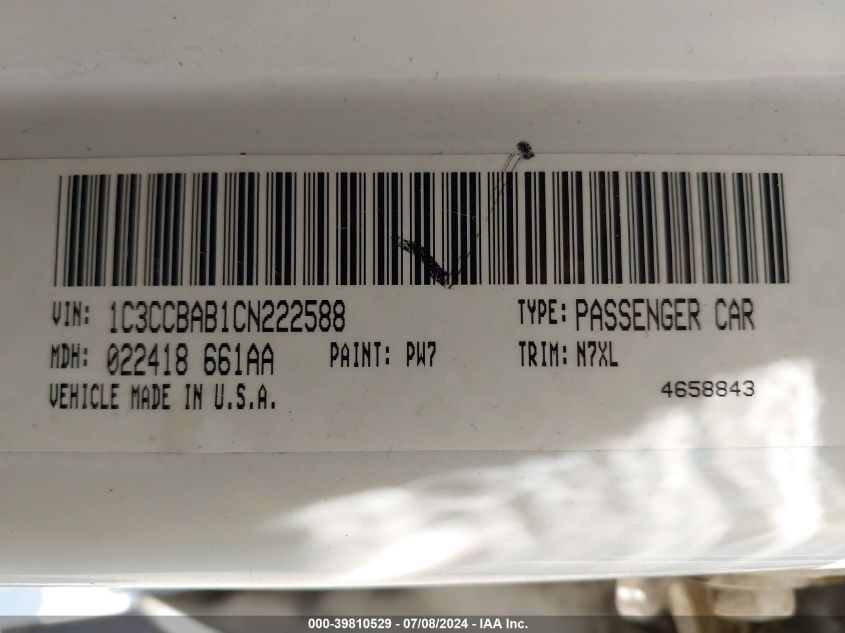 VIN: 1C3CCBAB1CN222588 TYPE: PASSENGER CAR
MDH: 022418 661AA PAINT: PW7 TRIM: N7XL
VEHICLE MADE IN U.S.A. 4658843
000-39810529 - 07/08/2024 - IAA Inc.